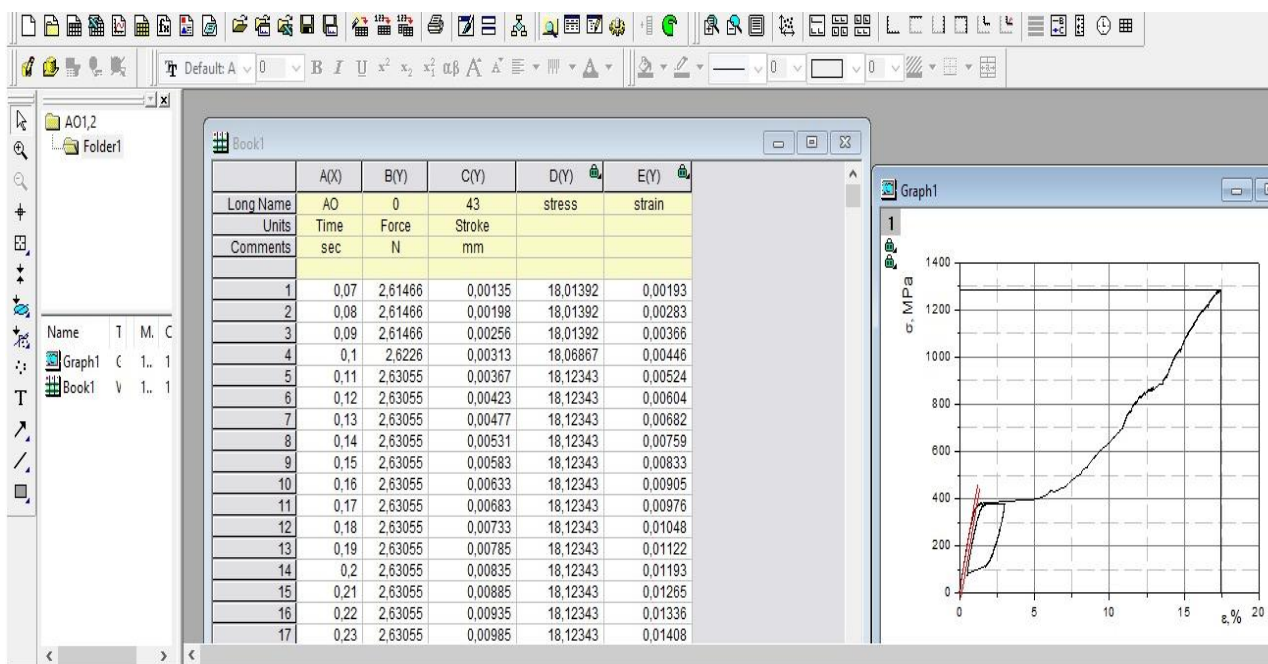 Default: A 0 B I U x² x₂ x₁² αβ A A A 0 0
AO1,2
Folder1
Name T M. C
Graph1 1.. 1
Book1 1.. 1
Book1
A(X) B(Y) C(Y) D(Y) E(Y)
Long Name AO 0 43 stress strain
Units Time Force Stroke
Comments sec N mm
1 0,07 2,61466 0,00135 18,01392 0,00193
2 0,08 2,61466 0,00198 18,01392 0,00283
3 0,09 2,61466 0,00256 18,01392 0,00366
4 0,1 2,6226 0,00313 18,06867 0,00446
5 0,11 2,63055 0,00367 18,12343 0,00524
6 0,12 2,63055 0,00423 18,12343 0,00604
7 0,13 2,63055 0,00477 18,12343 0,00682
8 0,14 2,63055 0,00531 18,12343 0,00759
9 0,15 2,63055 0,00583 18,12343 0,00833
10 0,16 2,63055 0,00633 18,12343 0,00905
11 0,17 2,63055 0,00683 18,12343 0,00976
12 0,18 2,63055 0,00733 18,12343 0,01048
13 0,19 2,63055 0,00785 18,12343 0,01122
14 0,2 2,63055 0,00835 18,12343 0,01193
15 0,21 2,63055 0,00885 18,12343 0,01265
16 0,22 2,63055 0,00935 18,12343 0,01336
17 0,23 2,63055 0,00985 18,12343 0,01408
Graph1
1
σ, MPa
1400
1200
1000
800
600
400
200
0
0 5 10 15 20
ε,%